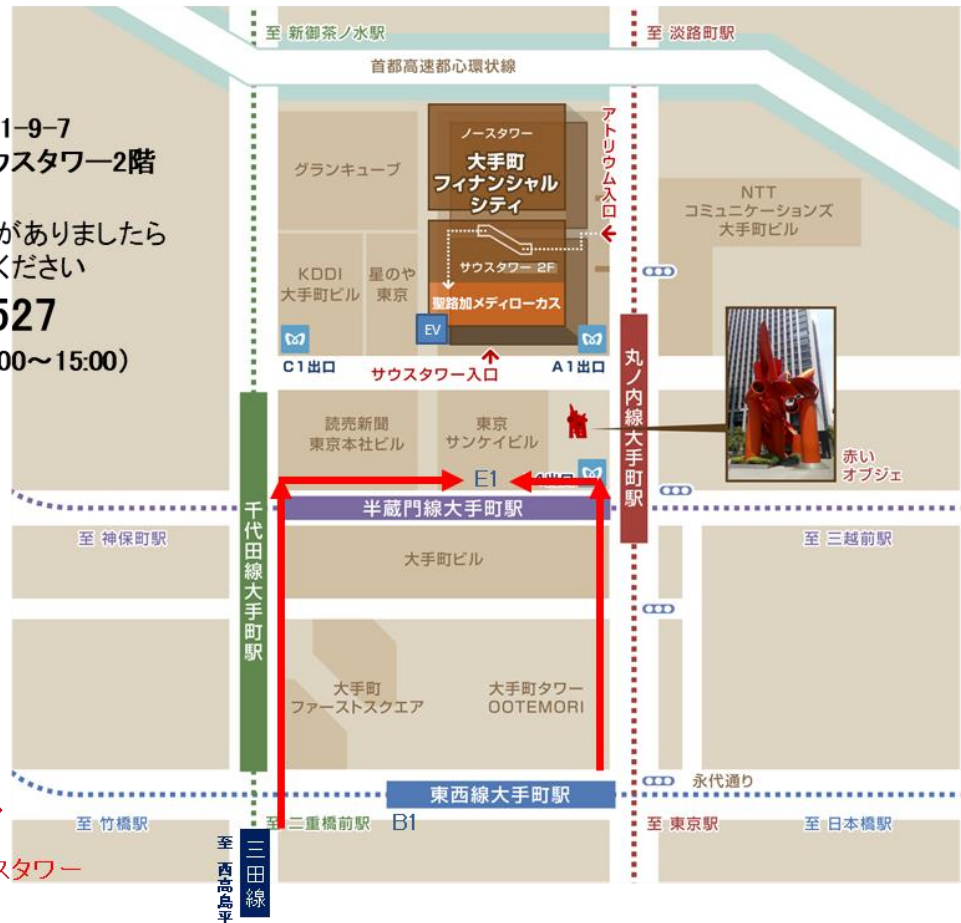 至 新御茶ノ水駅
至 淡路町駅
首都高速都心環状線
1-9-7
ウスタワー2階
がありましたら
ください
527
00～15:00）
ノースタワー
大手町
フィナンシャル
シティ
アトリウム入口
グランキューブ
NTT
コミュニケーションズ
大手町ビル
KDDI
大手町ビル
星のや
東京
サウスタワー 2F
聖路加メディローカス
EV
C1出口
サウスタワー入口
A1出口
丸ノ内線大手町駅
読売新聞
東京本社ビル
東京
サンケイビル
赤い
オブジェ
E1
半蔵門線大手町駅
千代田線大手町駅
至 神保町駅
至 三越前駅
大手町ビル
大手町
ファーストスクエア
大手町タワー
OOTEMORI
東西線大手町駅
永代通り
至 竹橋駅
至 二重橋前駅
B1
至 東京駅
至 日本橋駅
スタワー
三田線
至 西高島平